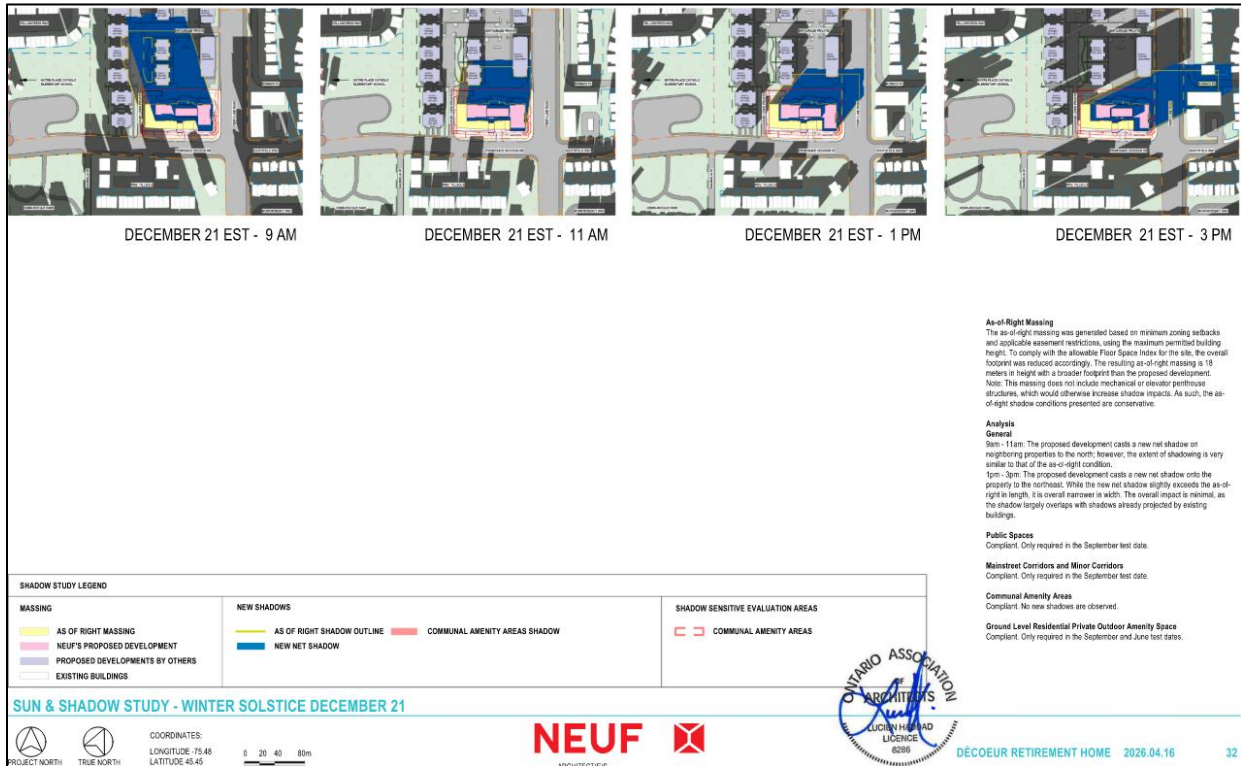 DECEMBER 21 EST - 9 AM
DECEMBER 21 EST - 11 AM
DECEMBER 21 EST - 1 PM
DECEMBER 21 EST - 3 PM
As-of-Right Massing
The as-of-right massing was generated based on minimum zoning setbacks
and applicable easement restrictions, using the maximum permitted building
height. To comply with the allowable Floor Space Index for the site, the overall
footprint was reduced accordingly. The resulting as-of-right massing is 18
meters in height with a broader footprint than the proposed development.
Note: This massing does not include mechanical or elevator penthouse
structures, which would otherwise increase shadow impacts. As such, the as-
of-right shadow conditions presented are conservative.
Analysis
General
9am - 11am: The proposed development casts a new net shadow on
neighboring properties to the north; however, the extent of shadowing is very
similar to that of the as-of-right condition.
1pm - 3pm: The proposed development casts a new net shadow onto the
property to the northeast. While the new net shadow slightly exceeds the as-of-
right in length, it is overall narrower in width. The overall impact is minimal, as
the shadow largely overlaps with shadows already projected by existing
buildings.
Public Spaces
Compliant. Only required in the September test date.
Mainstreet Corridors and Minor Corridors
Compliant. Only required in the September test date.
Communal Amenity Areas
Compliant. No new shadows are observed.
Ground Level Residential Private Outdoor Amenity Space
Compliant. Only required in the September and June test dates.
SHADOW STUDY LEGEND
MASSING
AS OF RIGHT MASSING
NEUF'S PROPOSED DEVELOPMENT
PROPOSED DEVELOPMENTS BY OTHERS
EXISTING BUILDINGS
NEW SHADOWS
AS OF RIGHT SHADOW OUTLINE
COMMUNAL AMENITY AREAS SHADOW
NEW NET SHADOW
SHADOW SENSITIVE EVALUATION AREAS
COMMUNAL AMENITY AREAS
SUN & SHADOW STUDY - WINTER SOLSTICE DECEMBER 21
ONTARIO ASSOCIATION
OF
ARCHITECTS
LUCIEN HADDAD
LICENCE
6286
PROJECT NORTH
TRUE NORTH
COORDINATES:
LONGITUDE -75.48
LATITUDE 45.45
0 20 40 80m
NEUF
ARCHITECT(E)S
DÉCOEUR RETIREMENT HOME 2026.04.16 32